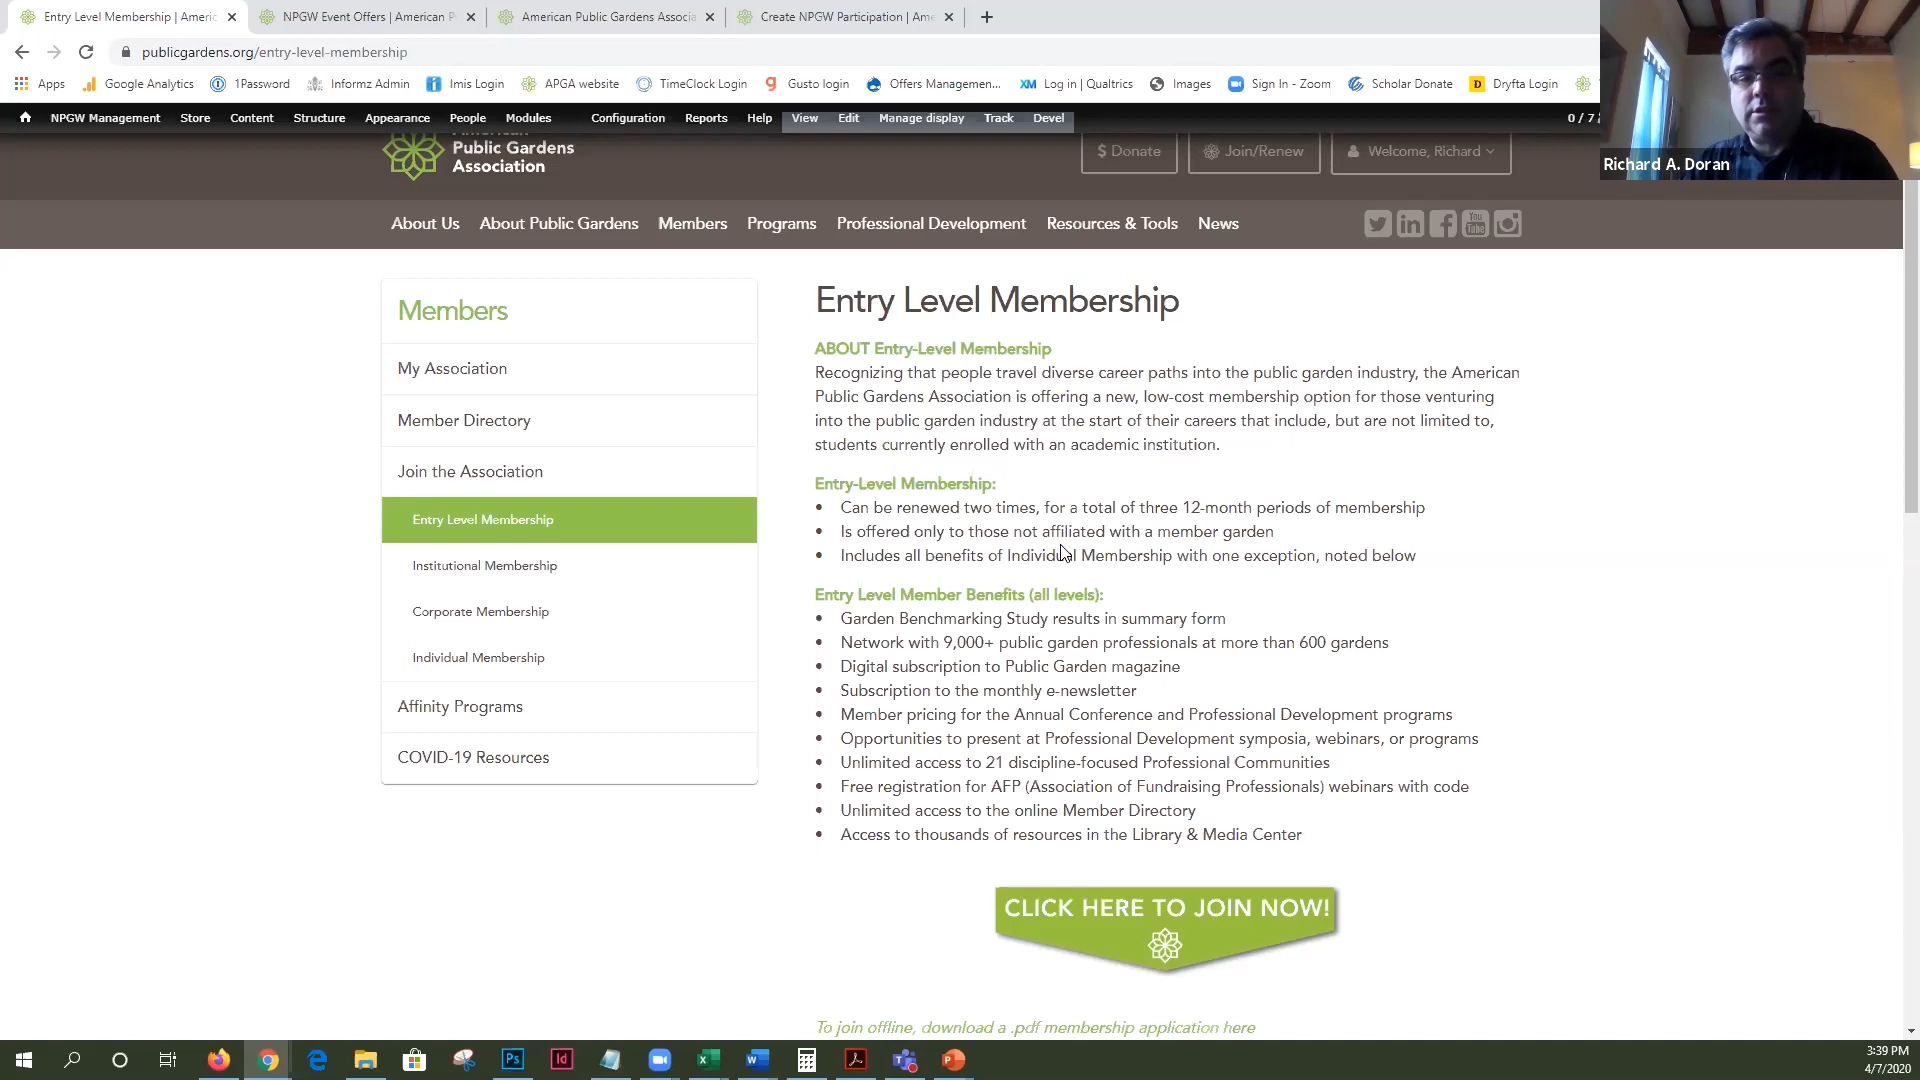 Entry Level Membership | Americ
NPGW Event Offers | American P
American Public Gardens Associa
Create NPGW Participation | Ame
publicgardens.org/entry-level-membership
Apps
Google Analytics
1Password
Informz Admin
Imis Login
APGA website
TimeClock Login
Gusto login
Offers Managemen...
XM Log in | Qualtrics
Images
Sign In - Zoom
Scholar Donate
D Dryfta Login
NPGW Management
Store
Content
Structure
Appearance
People
Modules
Configuration
Reports
Help
View
Edit
Manage display
Track
Devel
0 / 7
Richard A. Doran
American
Public Gardens
Association
$ Donate
Join/Renew
Welcome, Richard
About Us
About Public Gardens
Members
Programs
Professional Development
Resources & Tools
News
in
You
Tube
Members
My Association
Member Directory
Join the Association
Entry Level Membership
Institutional Membership
Corporate Membership
Individual Membership
Affinity Programs
COVID-19 Resources
Entry Level Membership
ABOUT Entry-Level Membership
Recognizing that people travel diverse career paths into the public garden industry, the American
Public Gardens Association is offering a new, low-cost membership option for those venturing
into the public garden industry at the start of their careers that include, but are not limited to,
students currently enrolled with an academic institution.
Entry-Level Membership:
• Can be renewed two times, for a total of three 12-month periods of membership
• Is offered only to those not affiliated with a member garden
• Includes all benefits of Individual Membership with one exception, noted below
Entry Level Member Benefits (all levels):
• Garden Benchmarking Study results in summary form
• Network with 9,000+ public garden professionals at more than 600 gardens
• Digital subscription to Public Garden magazine
• Subscription to the monthly e-newsletter
• Member pricing for the Annual Conference and Professional Development programs
• Opportunities to present at Professional Development symposia, webinars, or programs
• Unlimited access to 21 discipline-focused Professional Communities
• Free registration for AFP (Association of Fundraising Professionals) webinars with code
• Unlimited access to the online Member Directory
• Access to thousands of resources in the Library & Media Center
CLICK HERE TO JOIN NOW!
To join offline, download a .pdf membership application here
Ps
Id
3:39 PM
4/7/2020